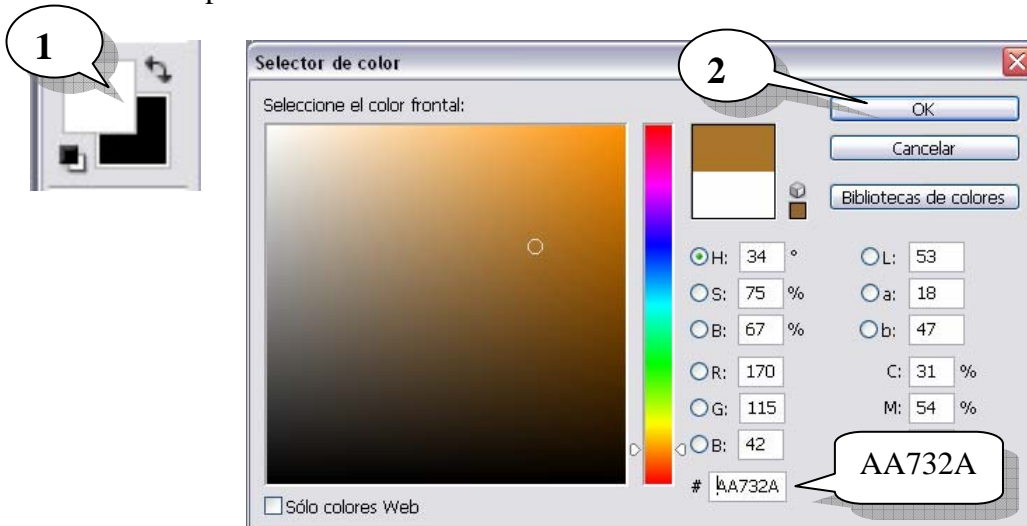 1
2
Selector de color
Seleccione el color frontal:
OK
Cancelar
Bibliotecas de colores
H: 34 °
L: 53
S: 75 %
a: 18
B: 67 %
b: 47
R: 170
C: 31 %
G: 115
M: 54 %
B: 42
# AA732A
AA732A
Sólo colores Web